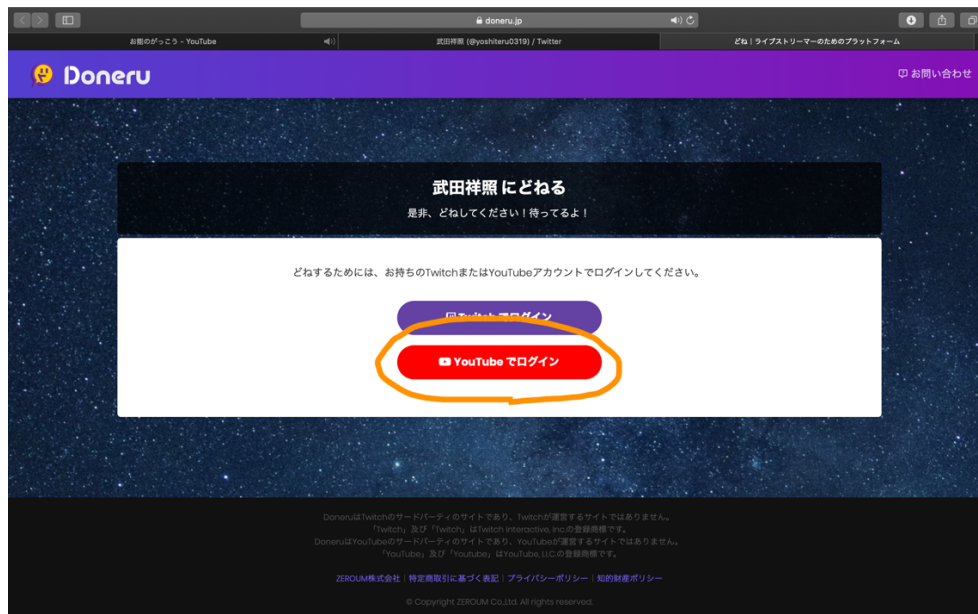 doneru.jp
お能のがっこう - YouTube
武田祥照 (@yoshiteru0319) / Twitter
どね | ライブストリーマーのためのプラットフォーム
Doneru
お問い合わせ
武田祥照 にどねる
是非、どねしてください！待ってるよ！
どねするためには、お持ちのTwitchまたはYouTubeアカウントでログインしてください。
Twitch でログイン
YouTube でログイン
DoneruはTwitchのサードパーティのサイトであり、Twitchが運営するサイトではありません。
「Twitch」及び「Twitch」はTwitch Interactive, Inc.の登録商標です。
DoneruはYouTubeのサードパーティのサイトであり、YouTubeが運営するサイトではありません。
「YouTube」及び「Youtube」はYouTube, LLC.の登録商標です。
ZEROUM株式会社 | 特定商取引に基づく表記 | プライバシーポリシー | 知的財産ポリシー
© Copyright ZEROUM Co.,Ltd. All rights reserved.